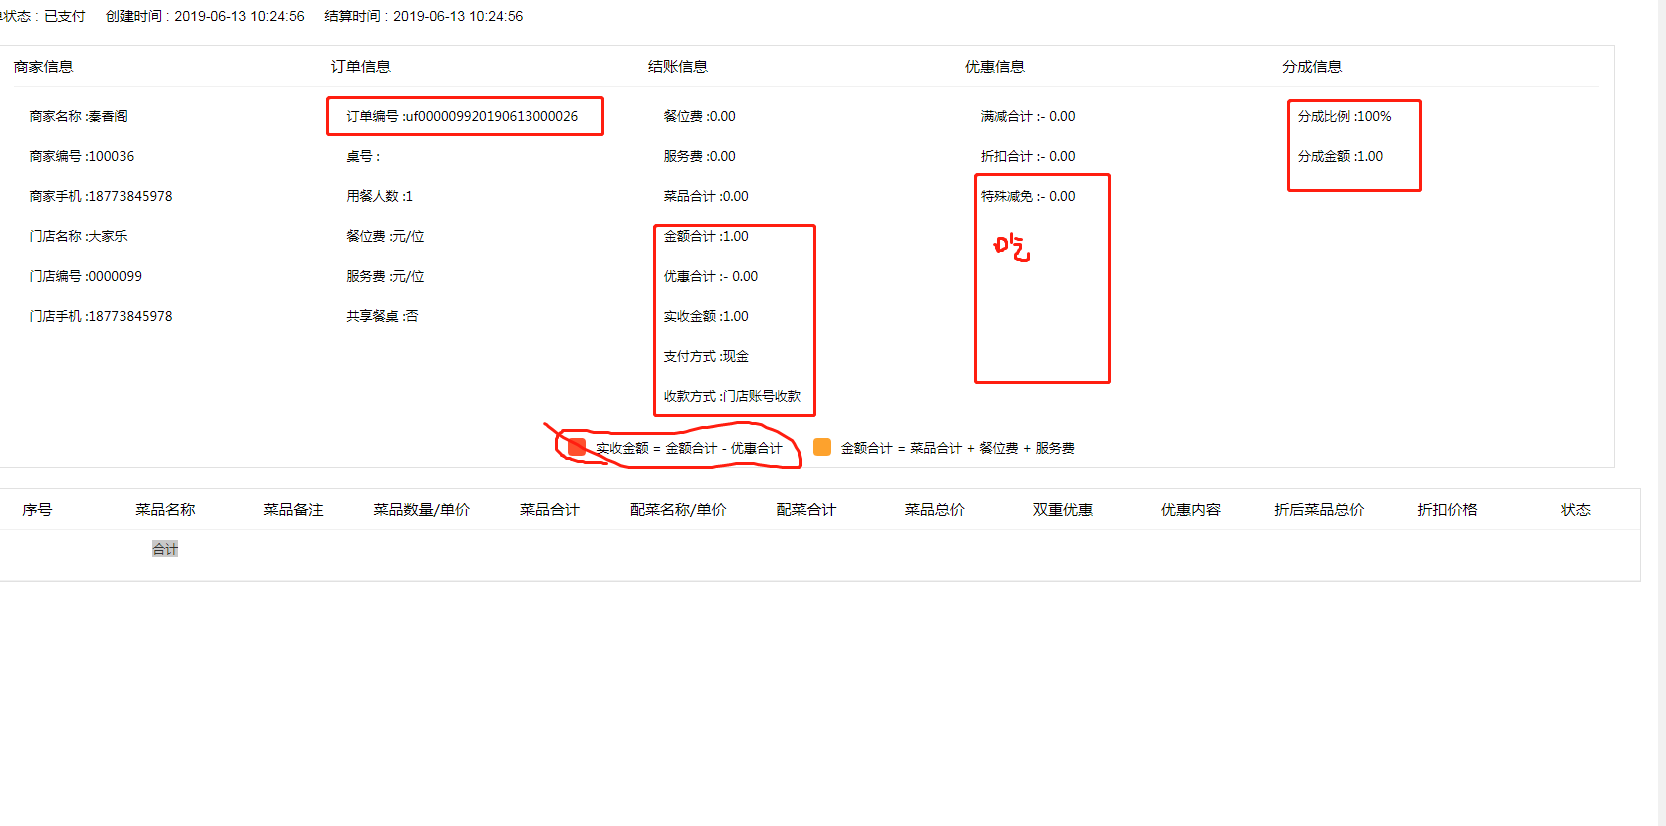 状态 : 已支付 创建时间 : 2019-06-13 10:24:56 结算时间 : 2019-06-13 10:24:56
商家信息 订单信息 结账信息 优惠信息 分成信息
商家名称 :秦香阁 订单编号 :uf000009920190613000026 餐位费 :0.00 满减合计 :- 0.00 分成比例 :100%
商家编号 :100036 桌号 : 服务费 :0.00 折扣合计 :- 0.00 分成金额 :1.00
商家手机 :18773845978 用餐人数 :1 菜品合计 :0.00 特殊减免 :- 0.00
门店名称 :大家乐 餐位费 :元/位 金额合计 :1.00
吃
门店编号 :0000099 服务费 :元/位 优惠合计 :- 0.00
门店手机 :18773845978 共享餐桌 :否 实收金额 :1.00
支付方式 :现金
收款方式 :门店账号收款
实收金额 = 金额合计 - 优惠合计 金额合计 = 菜品合计 + 餐位费 + 服务费
序号 菜品名称 菜品备注 菜品数量/单价 菜品合计 配菜名称/单价 配菜合计 菜品总价 双重优惠 优惠内容 折后菜品总价 折扣价格 状态
合计